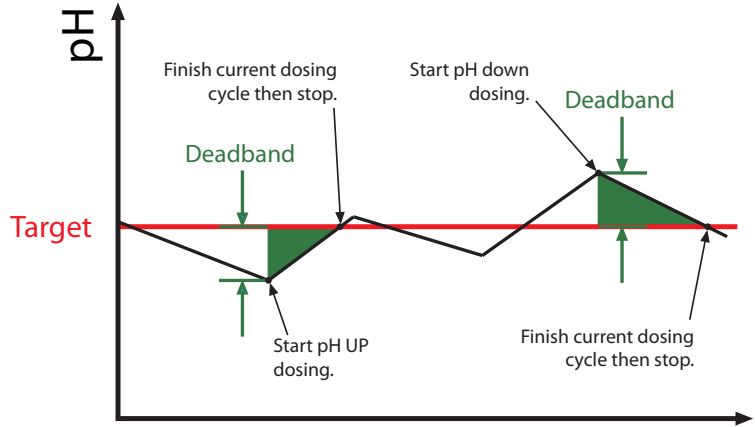 pH
Finish current dosing
cycle then stop.
Start pH down
dosing.
Deadband
Deadband
Target
Start pH UP
dosing.
Finish current dosing
cycle then stop.